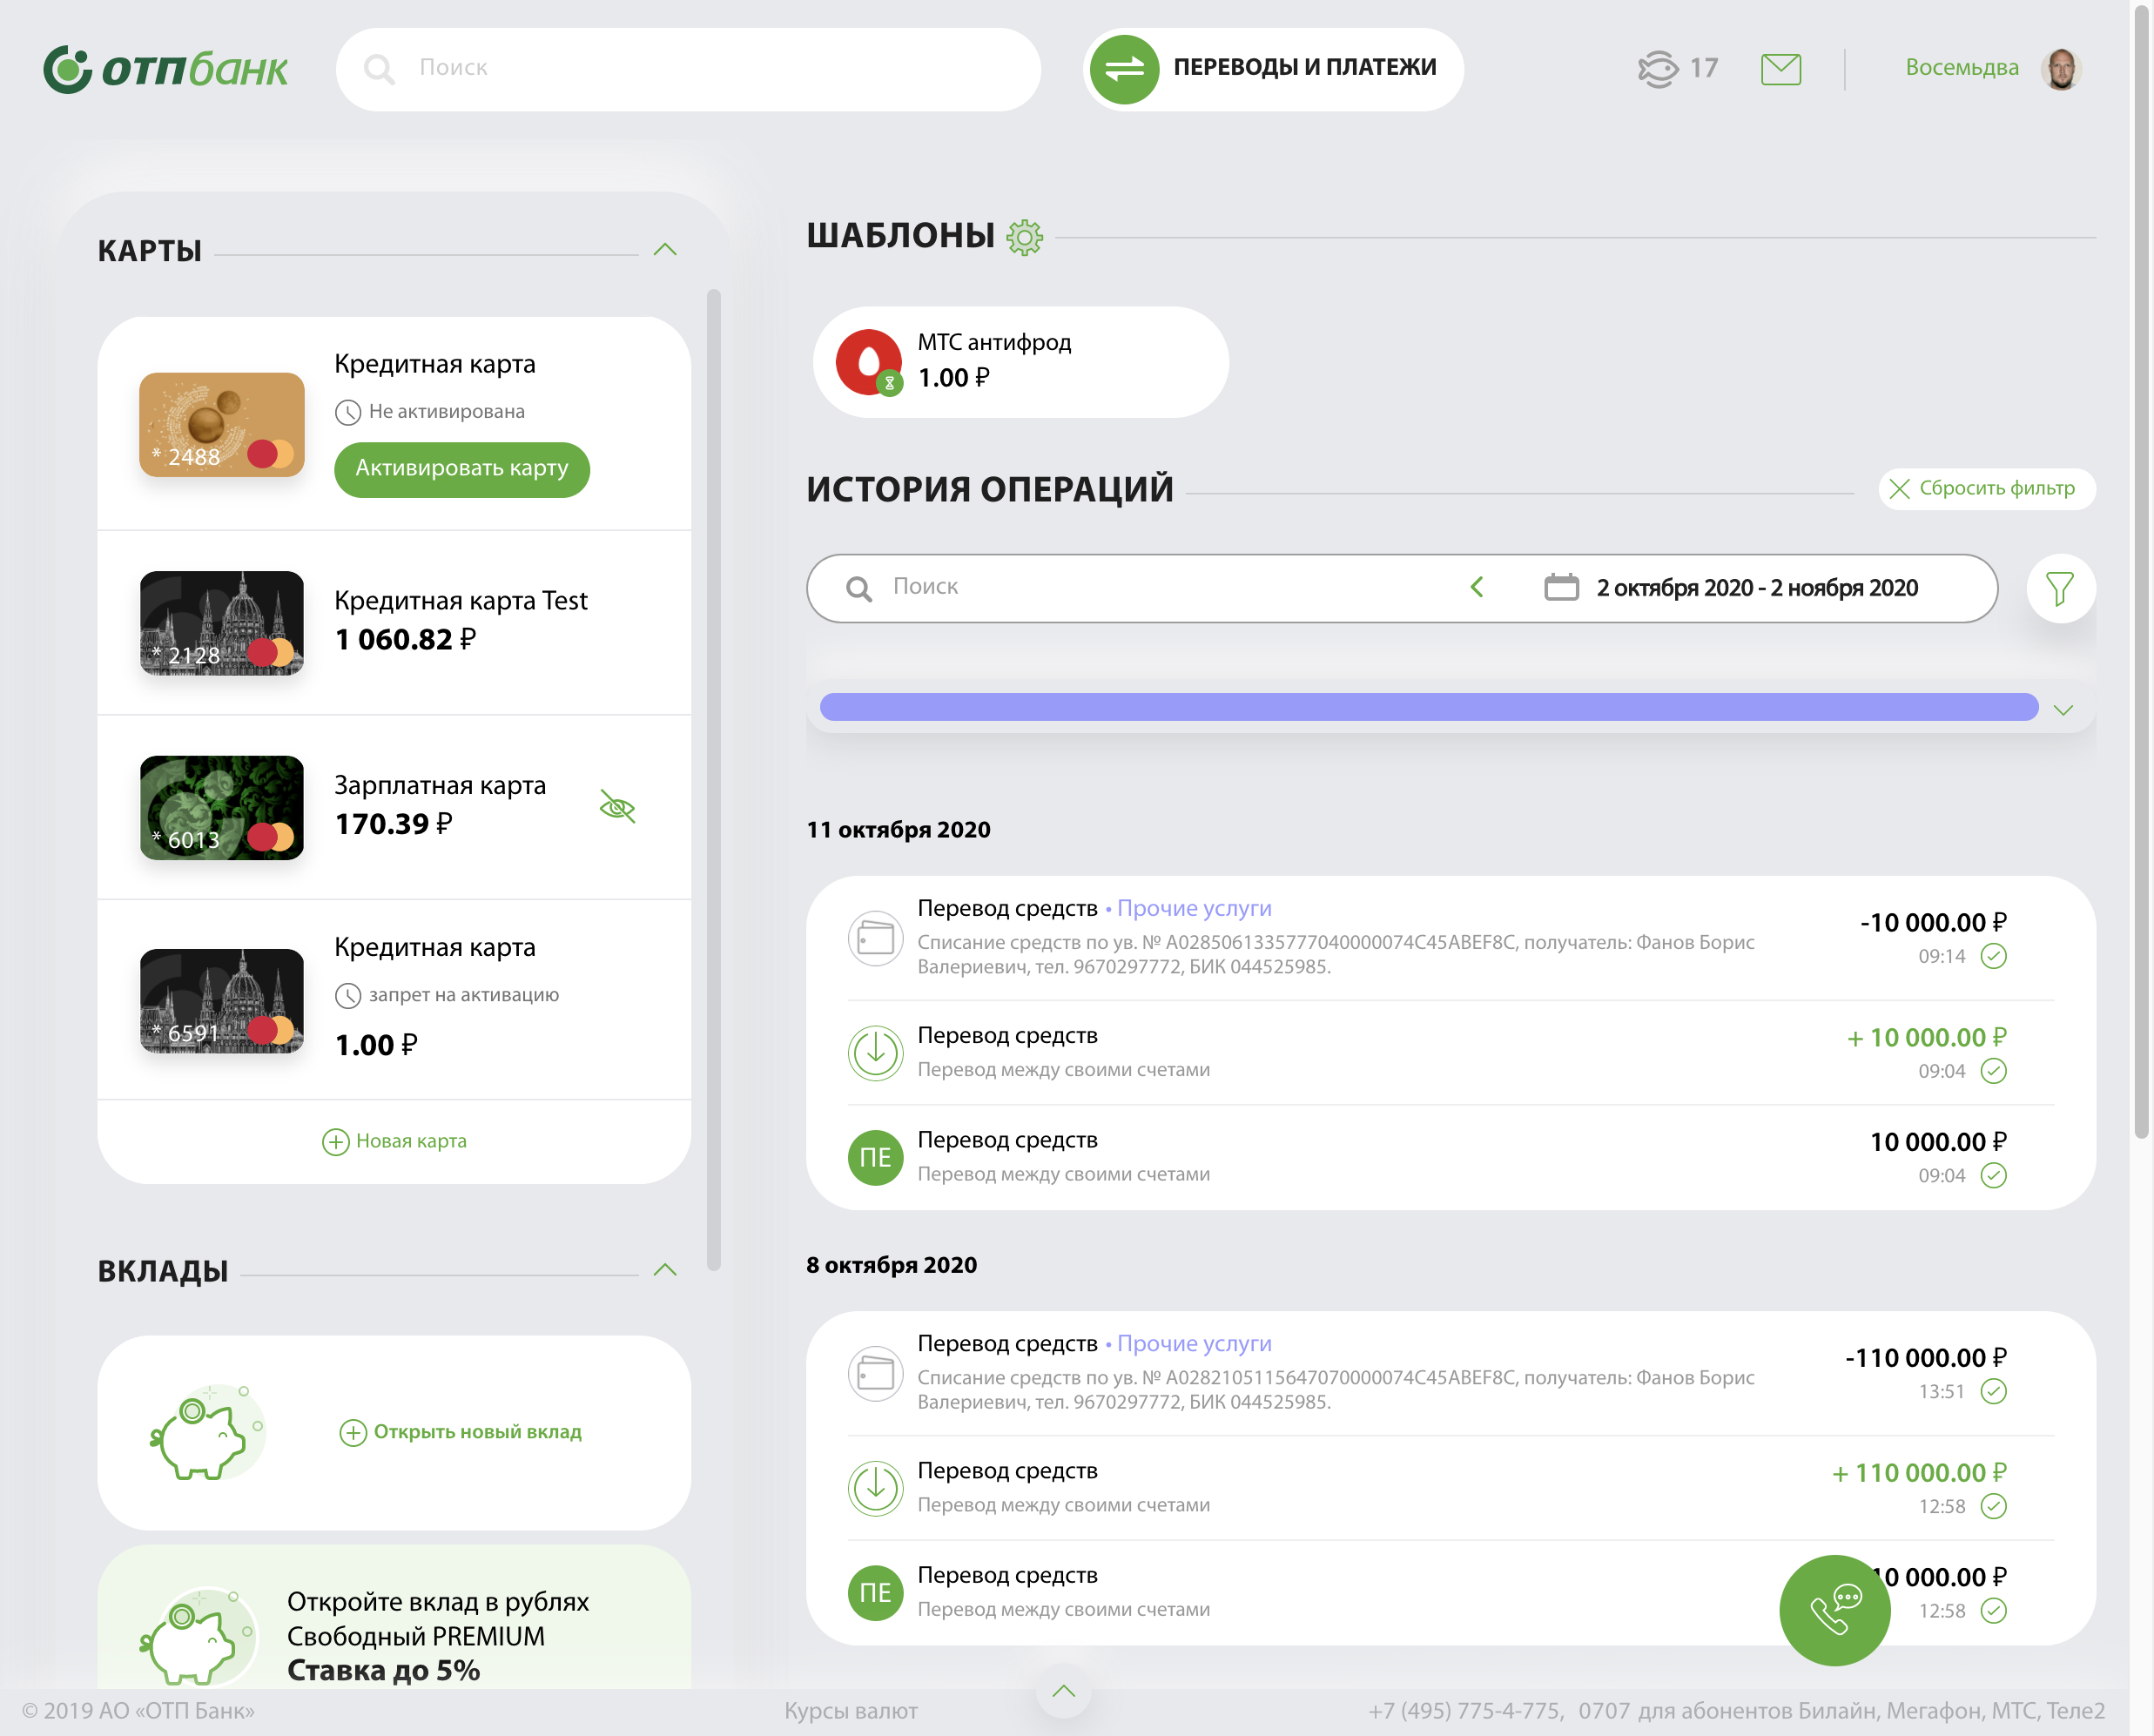 отпбанк
Поиск
ПЕРЕВОДЫ И ПЛАТЕЖИ
17
Восемьдва
КАРТЫ
* 2488
Кредитная карта
Не активирована
Активировать карту
* 2128
Кредитная карта Test
1 060.82 ₽
* 6013
Зарплатная карта
170.39 ₽
* 6591
Кредитная карта
запрет на активацию
1.00 ₽
Новая карта
ВКЛАДЫ
Открыть новый вклад
Откройте вклад в рублях
Свободный PREMIUM
Ставка до 5%
ШАБЛОНЫ
МТС антифрод
1.00 ₽
ИСТОРИЯ ОПЕРАЦИЙ
Сбросить фильтр
Поиск
2 октября 2020 - 2 ноября 2020
11 октября 2020
Перевод средств • Прочие услуги
-10 000.00 ₽
Списание средств по ув. № A0285061335777040000074C45ABEF8C, получатель: Фанов Борис
Валериевич, тел. 9670297772, БИК 044525985.
09:14
Перевод средств
+ 10 000.00 ₽
Перевод между своими счетами
09:04
ПЕ
Перевод средств
10 000.00 ₽
Перевод между своими счетами
09:04
8 октября 2020
Перевод средств • Прочие услуги
-110 000.00 ₽
Списание средств по ув. № A0282105115647070000074C45ABEF8C, получатель: Фанов Борис
Валериевич, тел. 9670297772, БИК 044525985.
13:51
Перевод средств
+ 110 000.00 ₽
Перевод между своими счетами
12:58
ПЕ
Перевод средств
10 000.00 ₽
Перевод между своими счетами
12:58
© 2019 АО «ОТП Банк»
Курсы валют
+7 (495) 775-4-775, 0707 для абонентов Билайн, Мегафон, МТС, Теле2